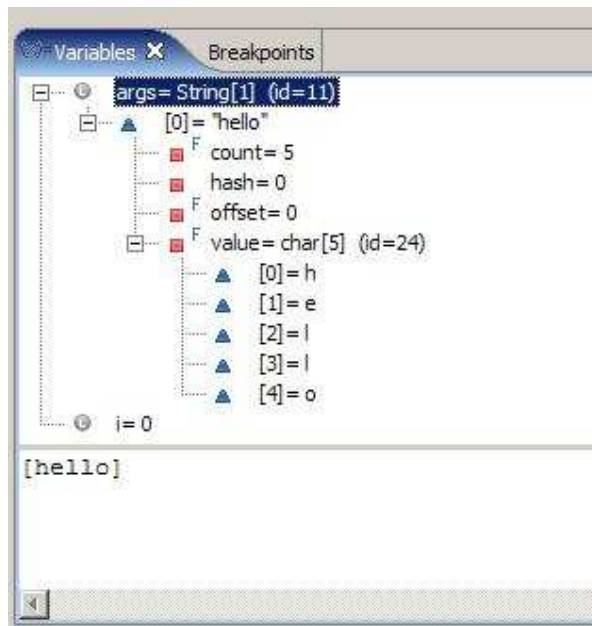 Variables Breakpoints
args= String[1] (id=11)
[0]= "hello"
F count= 5
hash= 0
F offset= 0
F value= char[5] (id=24)
[0]= h
[1]= e
[2]= l
[3]= l
[4]= o
i= 0
[hello]